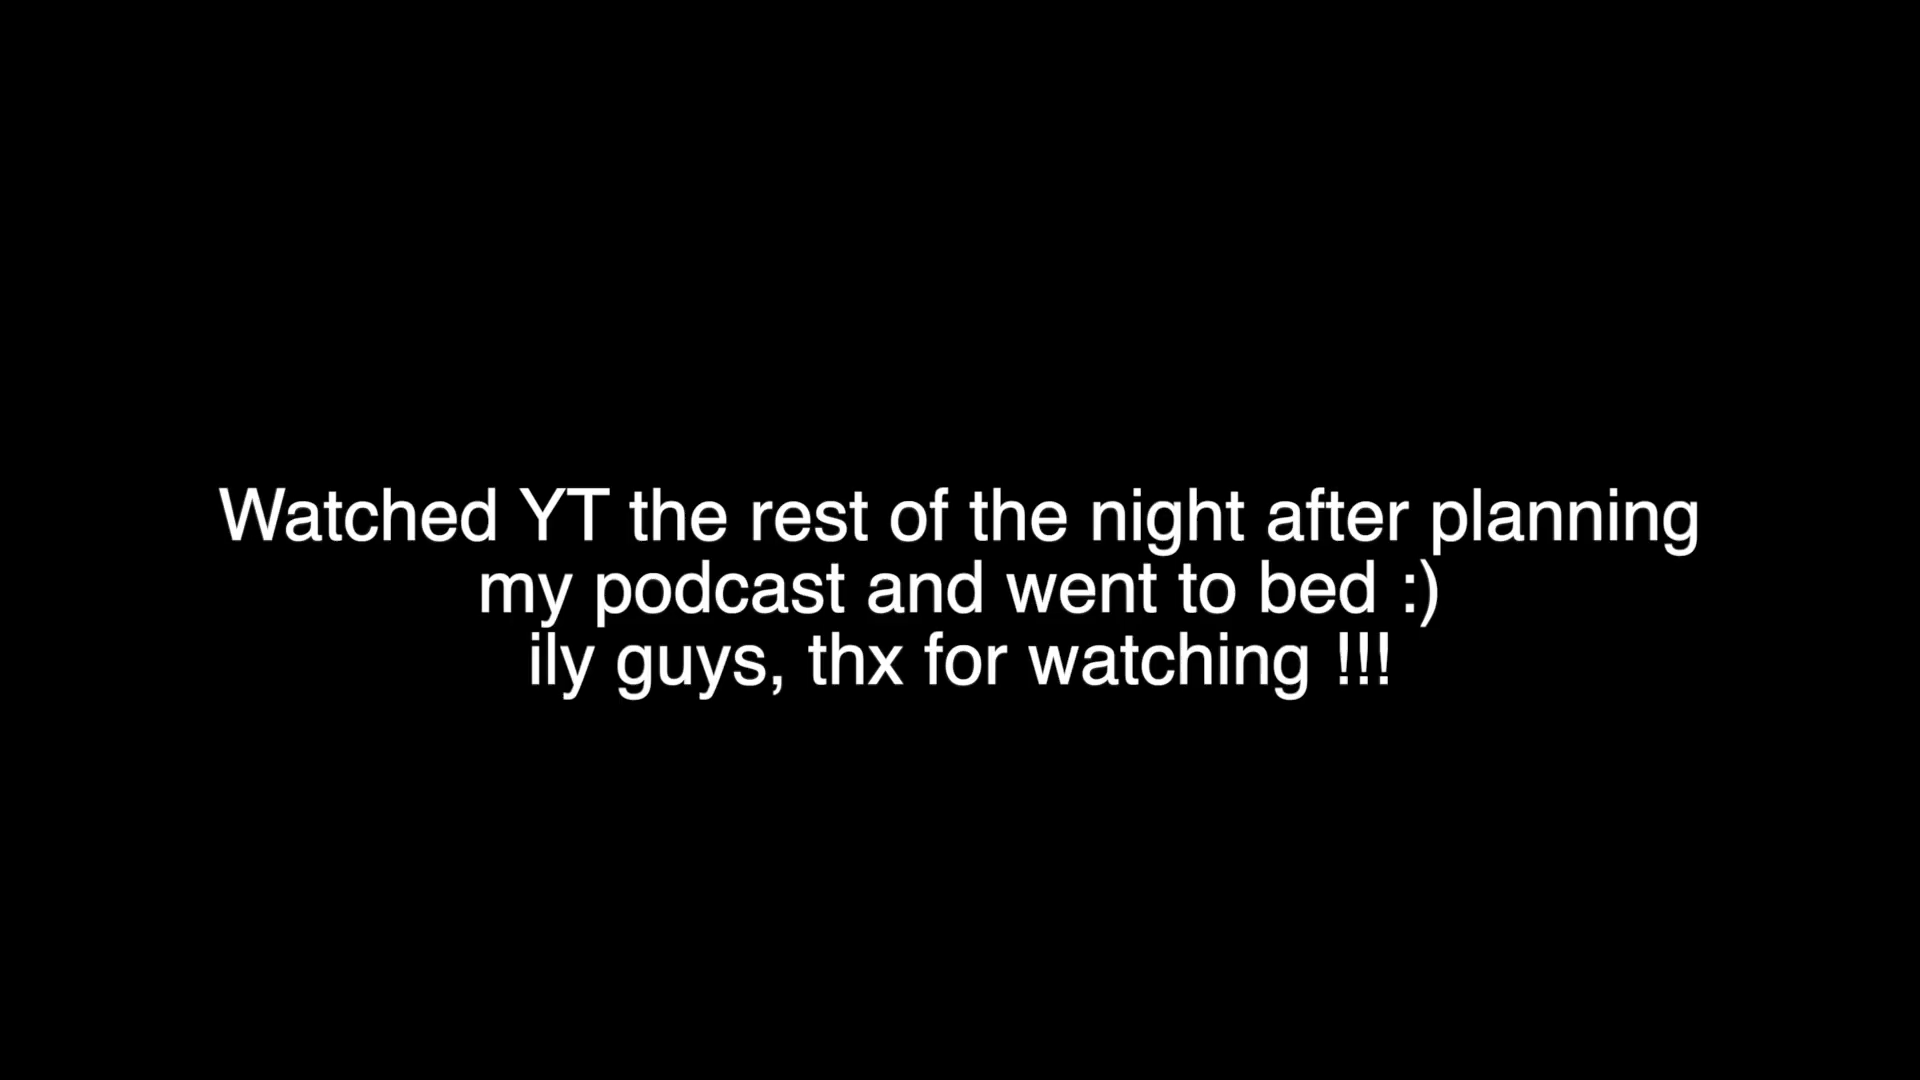 Watched YT the rest of the night after planning
my podcast and went to bed :)
ily guys, thx for watching !!!